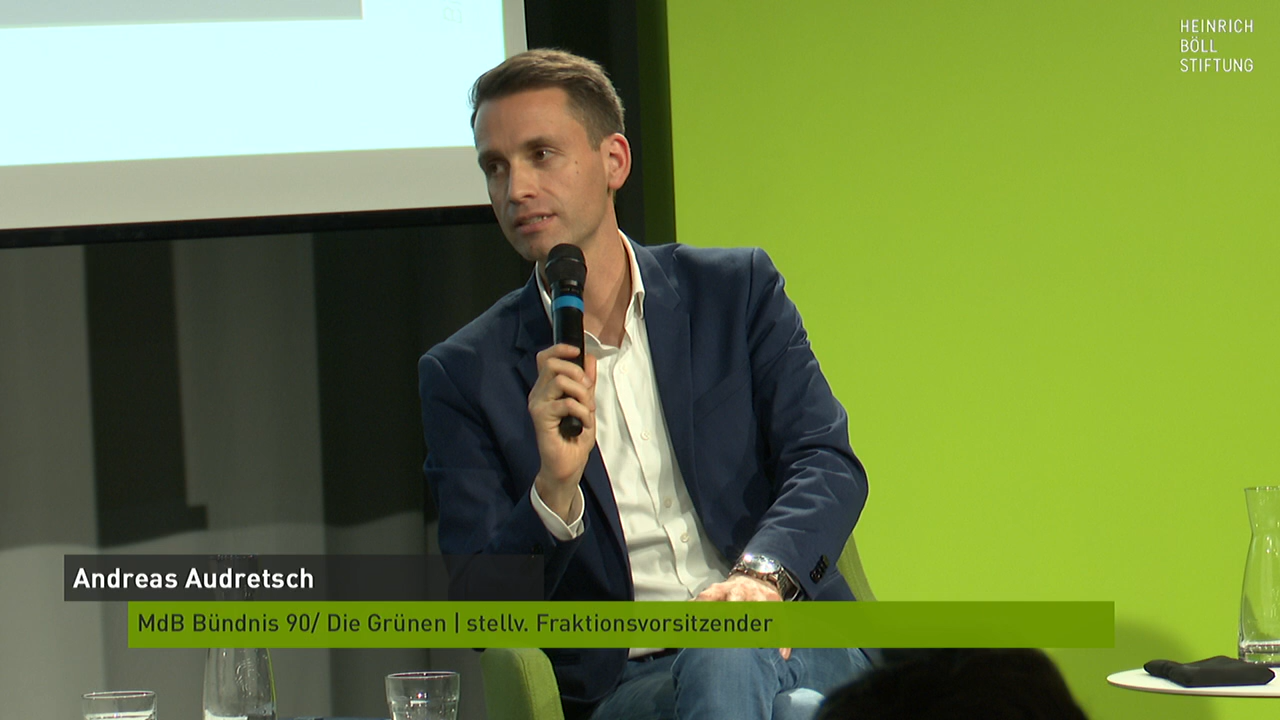 HEINRICH
BÖLL
STIFTUNG
Andreas Audretsch
MdB Bündnis 90/ Die Grünen | stellv. Fraktionsvorsitzender